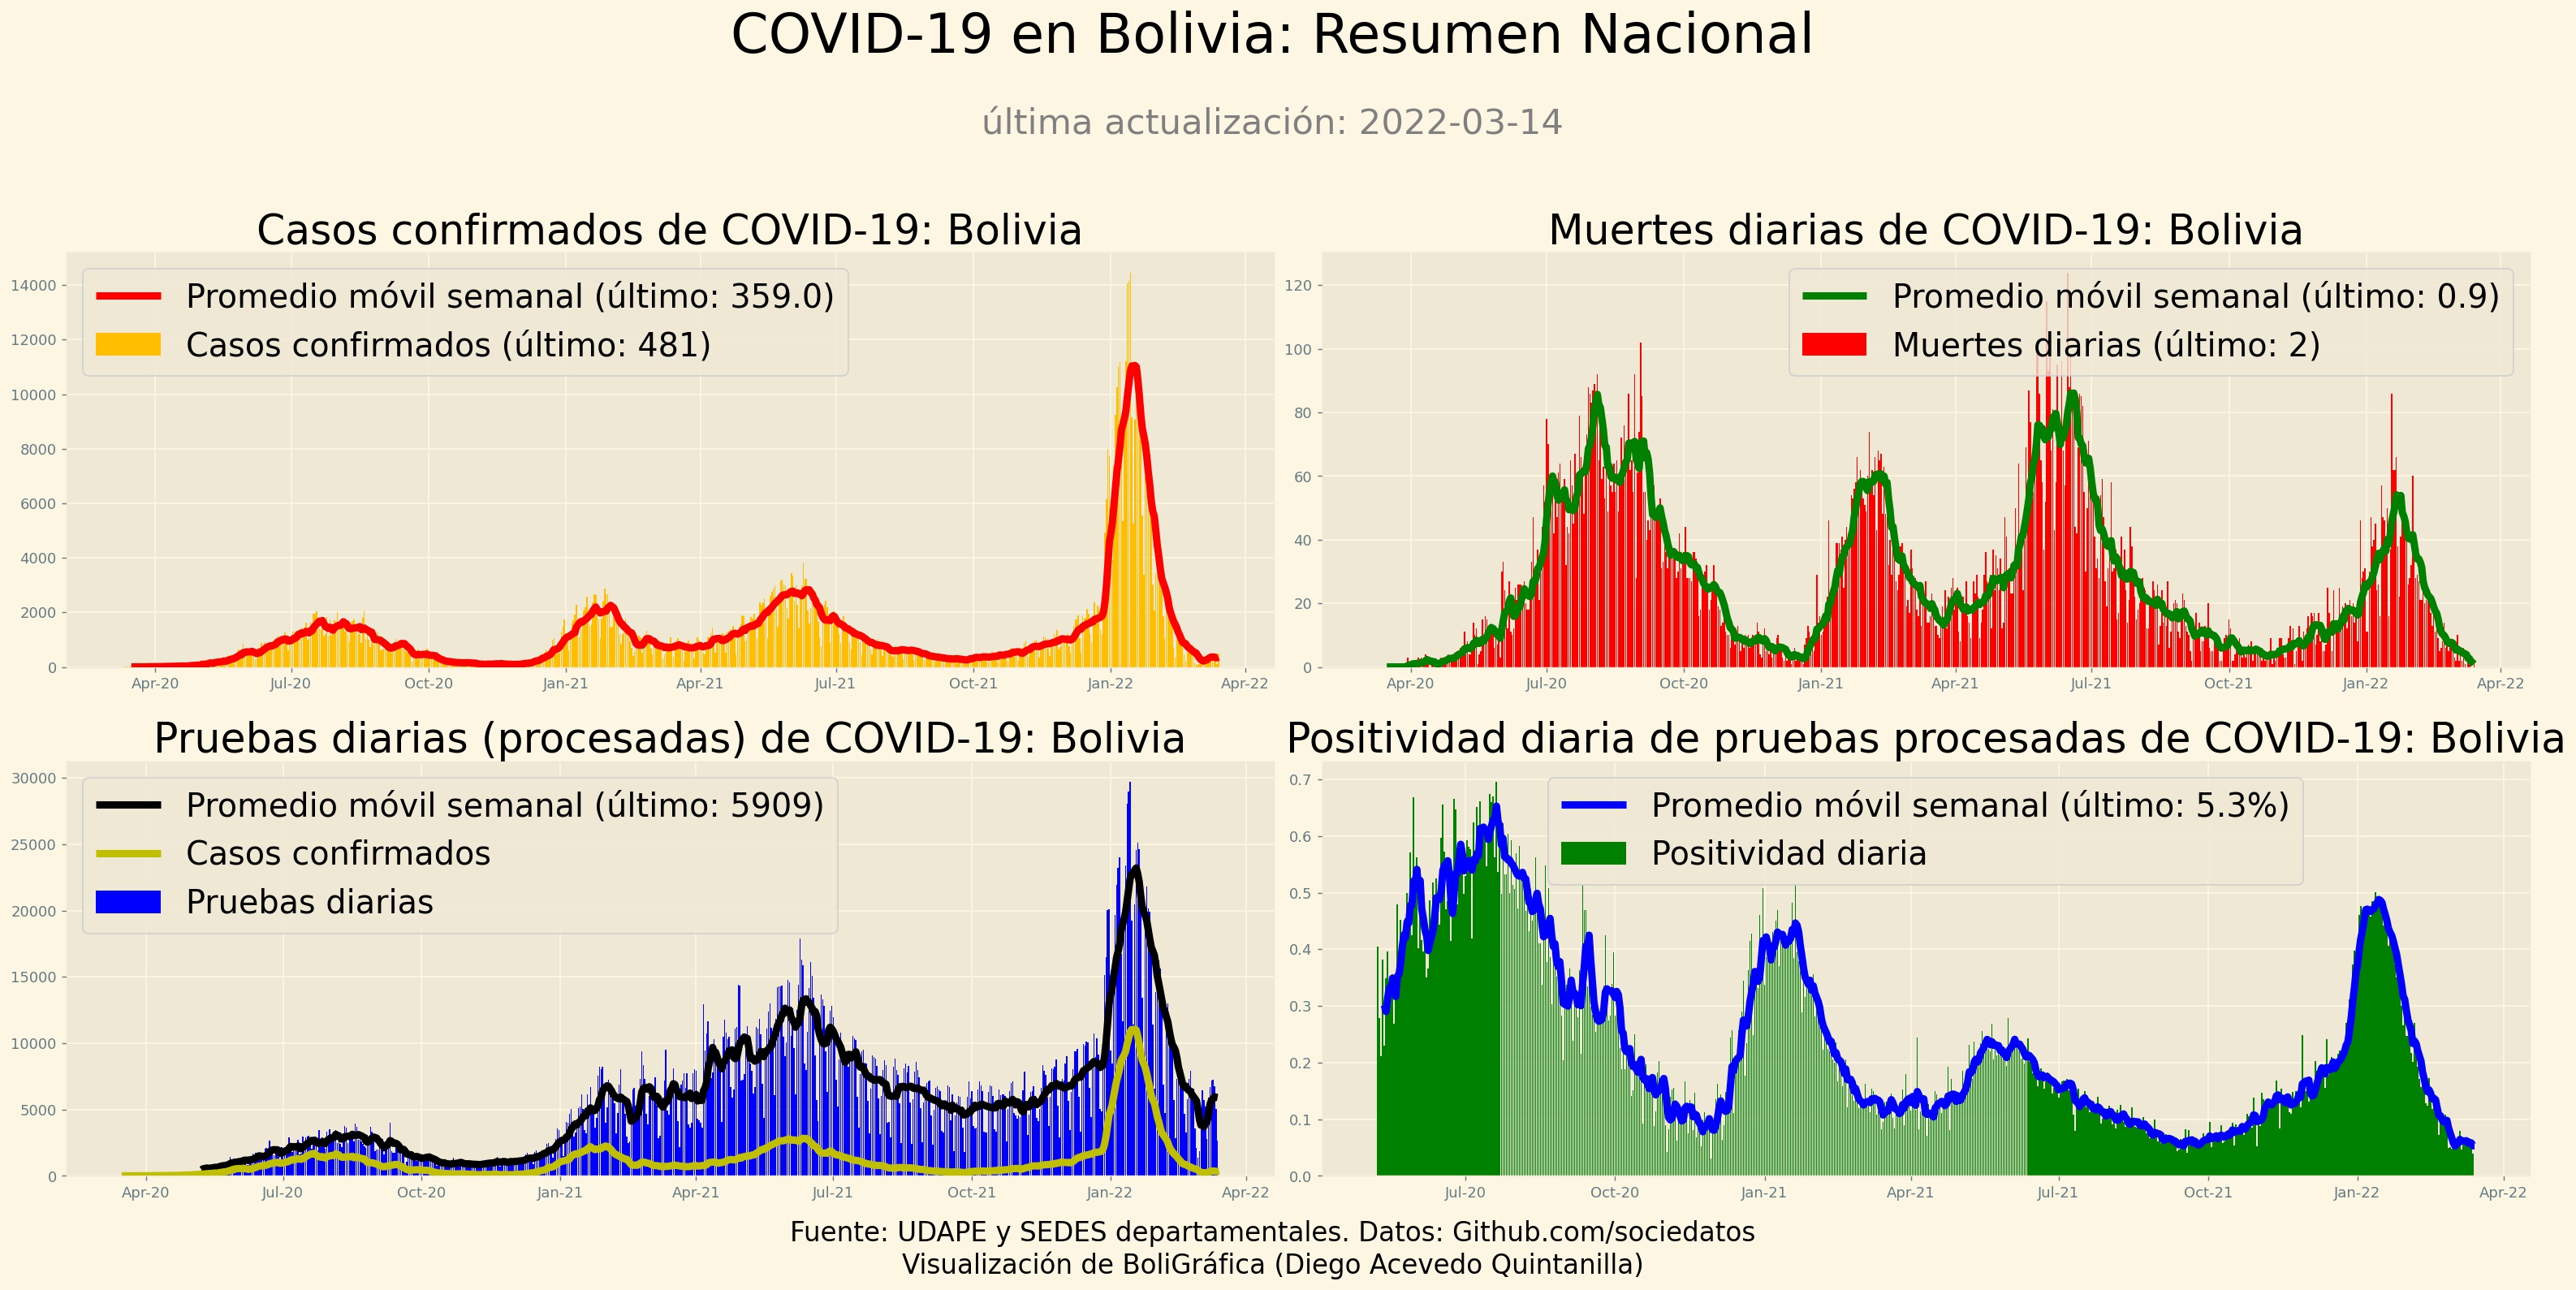 COVID-19 en Bolivia: Resumen Nacional
última actualización: 2022-03-14
Casos confirmados de COVID-19: Bolivia
14000
12000
10000
8000
6000
4000
2000
0
Promedio móvil semanal (último: 359.0)
Casos confirmados (último: 481)
Apr-20 Jul-20 Oct-20 Jan-21 Apr-21 Jul-21 Oct-21 Jan-22 Apr-22
Muertes diarias de COVID-19: Bolivia
120
100
80
60
40
20
0
Promedio móvil semanal (último: 0.9)
Muertes diarias (último: 2)
Apr-20 Jul-20 Oct-20 Jan-21 Apr-21 Jul-21 Oct-21 Jan-22 Apr-22
Pruebas diarias (procesadas) de COVID-19: Bolivia
30000
25000
20000
15000
10000
5000
0
Promedio móvil semanal (último: 5909)
Casos confirmados
Pruebas diarias
Apr-20 Jul-20 Oct-20 Jan-21 Apr-21 Jul-21 Oct-21 Jan-22 Apr-22
Positividad diaria de pruebas procesadas de COVID-19: Bolivia
0.7
0.6
0.5
0.4
0.3
0.2
0.1
0.0
Promedio móvil semanal (último: 5.3%)
Positividad diaria
Jul-20 Oct-20 Jan-21 Apr-21 Jul-21 Oct-21 Jan-22 Apr-22
Fuente: UDAPE y SEDES departamentales. Datos: Github.com/sociedatos
Visualización de BoliGráfica (Diego Acevedo Quintanilla)